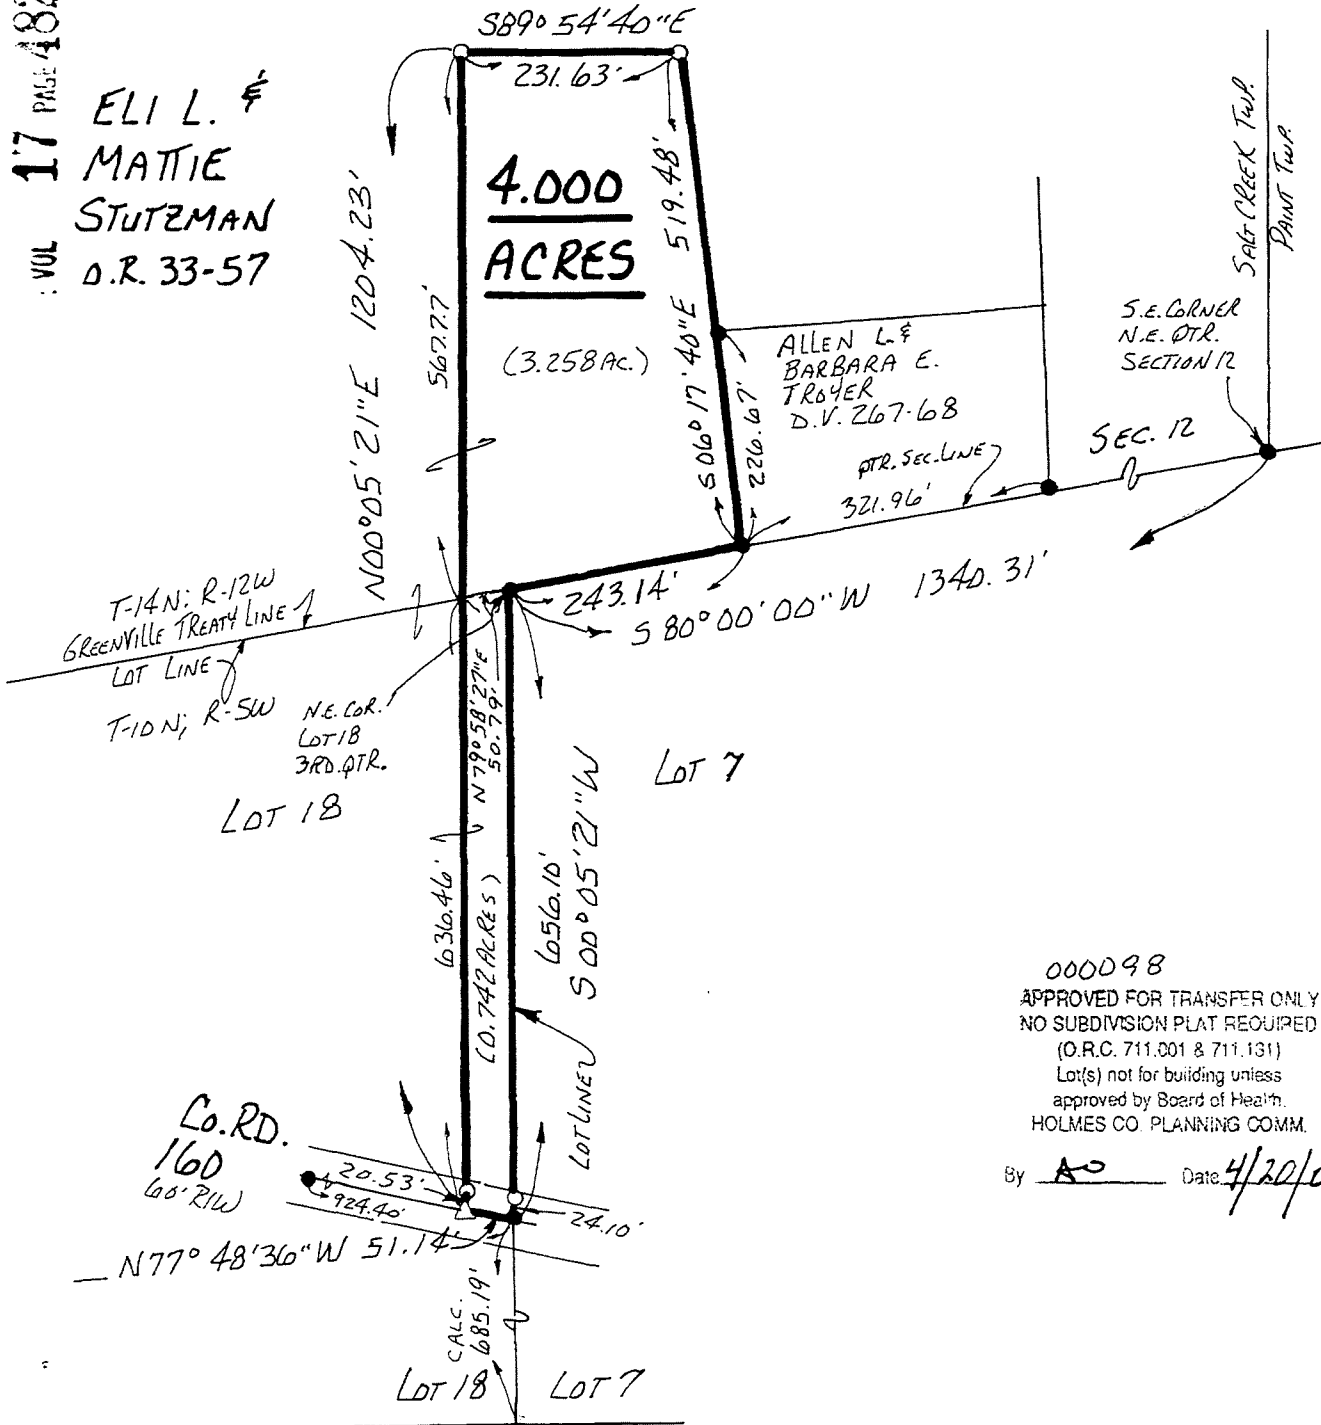 VOL 17 PAGE
ELI L. &
MATTIE
STUTZMAN
D.R. 33-57
S89° 54' 40"E
231.63'
4.000
ACRES
(3.258 AC.)
N00° 05' 21"E 1204.23'
567.77'
S06° 17' 40"E 519.48'
226.67'
ALLEN L. &
BARBARA E.
TROYER
D.V. 267-68
SALT CREEK TWP.
PAINT TWP.
S.E. CORNER
N.E. QTR.
SECTION 12
SEC. 12
QTR. SEC. LINE
321.96'
243.14'
S 80° 00' 00" W 1340.31'
T-14N; R-12W
GREENVILLE TREATY LINE
LOT LINE
T-10N; R-5W
N.E. COR.
LOT 18
3RD. QTR.
N79° 58' 27"E
50.79'
LOT 18
LOT 7
636.46'
(0.742 ACRES)
656.10'
S 00° 05' 21" W
LOT LINE
CO. RD.
160
60' R/W
20.53'
924.40'
24.10'
N77° 48' 36" W 51.14'
CALC.
685.19'
LOT 18 LOT 7
000098
APPROVED FOR TRANSFER ONLY
NO SUBDIVISION PLAT REQUIRED
(O.R.C. 711.001 & 711.131)
Lot(s) not for building unless
approved by Board of Health.
HOLMES CO. PLANNING COMM.
By Date 4/20/